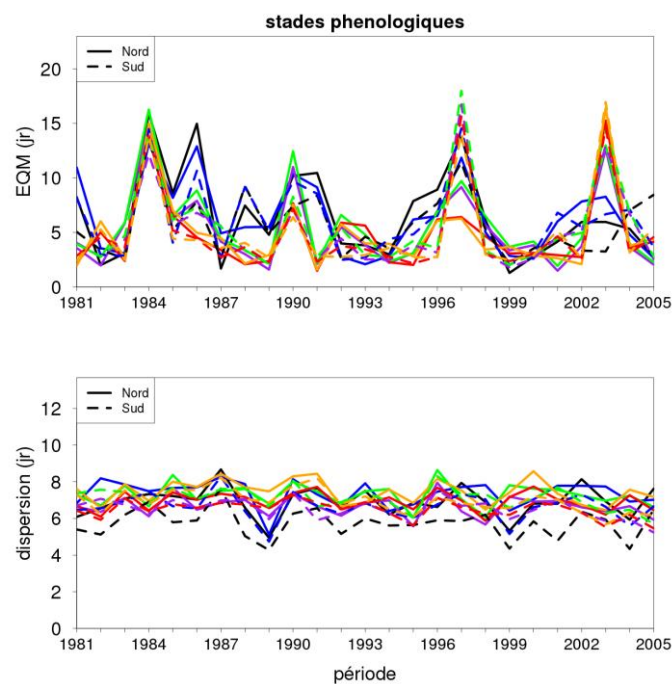 stades phenologiques
Nord
Sud
EQM (jr)
20
15
10
5
0
1981 1984 1987 1990 1993 1996 1999 2002 2005
Nord
Sud
dispersion (jr)
12
10
8
6
4
2
0
1981 1984 1987 1990 1993 1996 1999 2002 2005
période